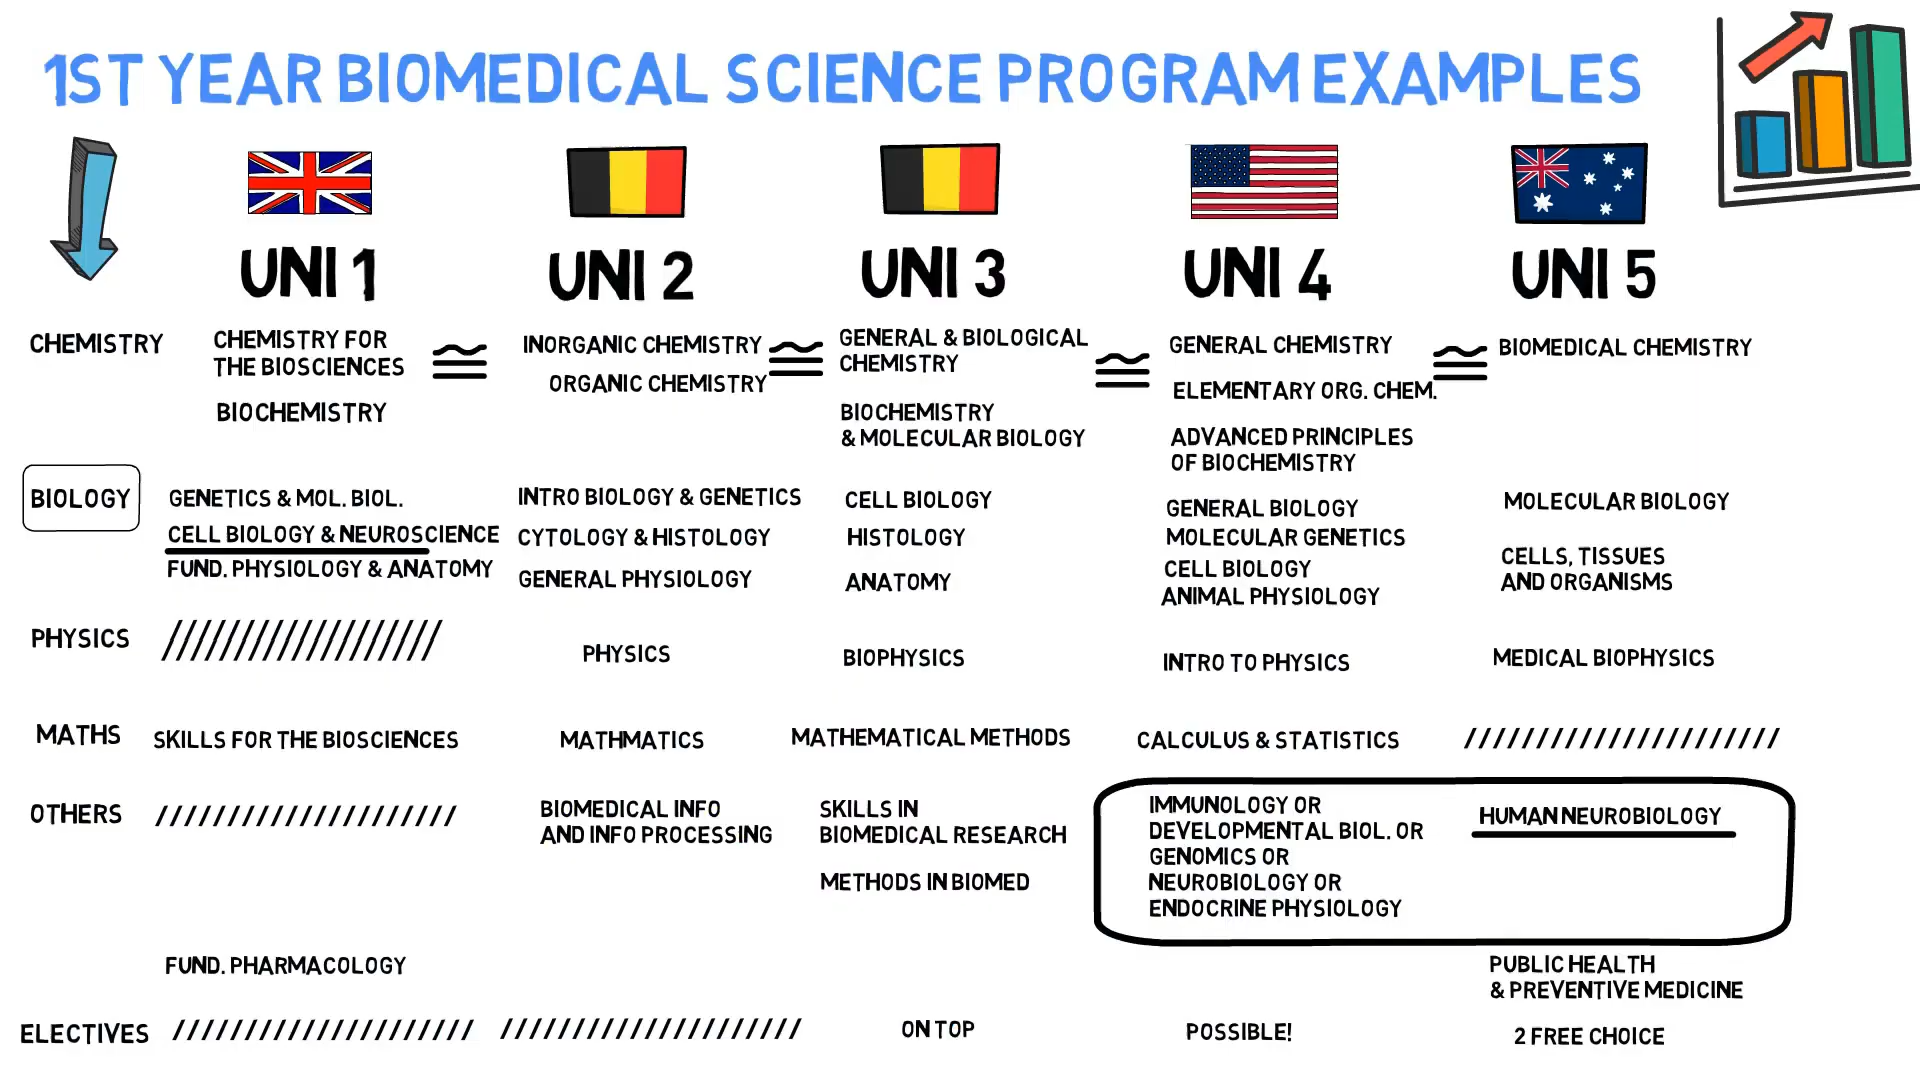 1ST YEAR BIOMEDICAL SCIENCE PROGRAM EXAMPLES
UNI 1
UNI 2
UNI 3
UNI 4
UNI 5
CHEMISTRY
CHEMISTRY FOR
THE BIOSCIENCES
BIOCHEMISTRY
INORGANIC CHEMISTRY
ORGANIC CHEMISTRY
GENERAL & BIOLOGICAL
CHEMISTRY
BIOCHEMISTRY
& MOLECULAR BIOLOGY
GENERAL CHEMISTRY
ELEMENTARY ORG. CHEM.
ADVANCED PRINCIPLES
OF BIOCHEMISTRY
BIOMEDICAL CHEMISTRY
BIOLOGY
GENETICS & MOL. BIOL.
CELL BIOLOGY & NEUROSCIENCE
FUND. PHYSIOLOGY & ANATOMY
INTRO BIOLOGY & GENETICS
CYTOLOGY & HISTOLOGY
GENERAL PHYSIOLOGY
CELL BIOLOGY
HISTOLOGY
ANATOMY
GENERAL BIOLOGY
MOLECULAR GENETICS
CELL BIOLOGY
ANIMAL PHYSIOLOGY
MOLECULAR BIOLOGY
CELLS, TISSUES
AND ORGANISMS
PHYSICS
PHYSICS
BIOPHYSICS
INTRO TO PHYSICS
MEDICAL BIOPHYSICS
MATHS
SKILLS FOR THE BIOSCIENCES
MATHMATICS
MATHEMATICAL METHODS
CALCULUS & STATISTICS
OTHERS
BIOMEDICAL INFO
AND INFO PROCESSING
SKILLS IN
BIOMEDICAL RESEARCH
METHODS IN BIOMED
IMMUNOLOGY OR
DEVELOPMENTAL BIOL. OR
GENOMICS OR
NEUROBIOLOGY OR
ENDOCRINE PHYSIOLOGY
HUMAN NEUROBIOLOGY
FUND. PHARMACOLOGY
PUBLIC HEALTH
& PREVENTIVE MEDICINE
ELECTIVES
ON TOP
POSSIBLE!
2 FREE CHOICE